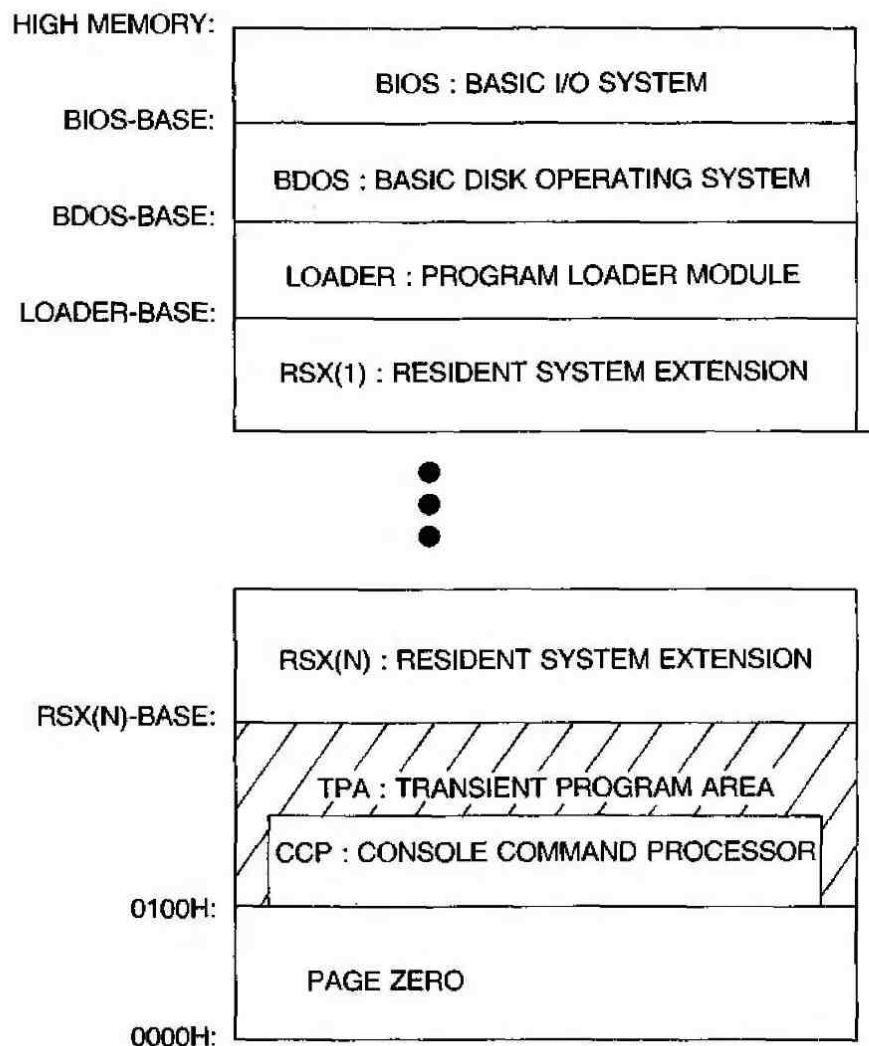 HIGH MEMORY:
BIOS : BASIC I/O SYSTEM
BIOS-BASE:
BDOS : BASIC DISK OPERATING SYSTEM
BDOS-BASE:
LOADER : PROGRAM LOADER MODULE
LOADER-BASE:
RSX(1) : RESIDENT SYSTEM EXTENSION
RSX(N) : RESIDENT SYSTEM EXTENSION
RSX(N)-BASE:
TPA : TRANSIENT PROGRAM AREA
CCP : CONSOLE COMMAND PROCESSOR
0100H:
PAGE ZERO
0000H: